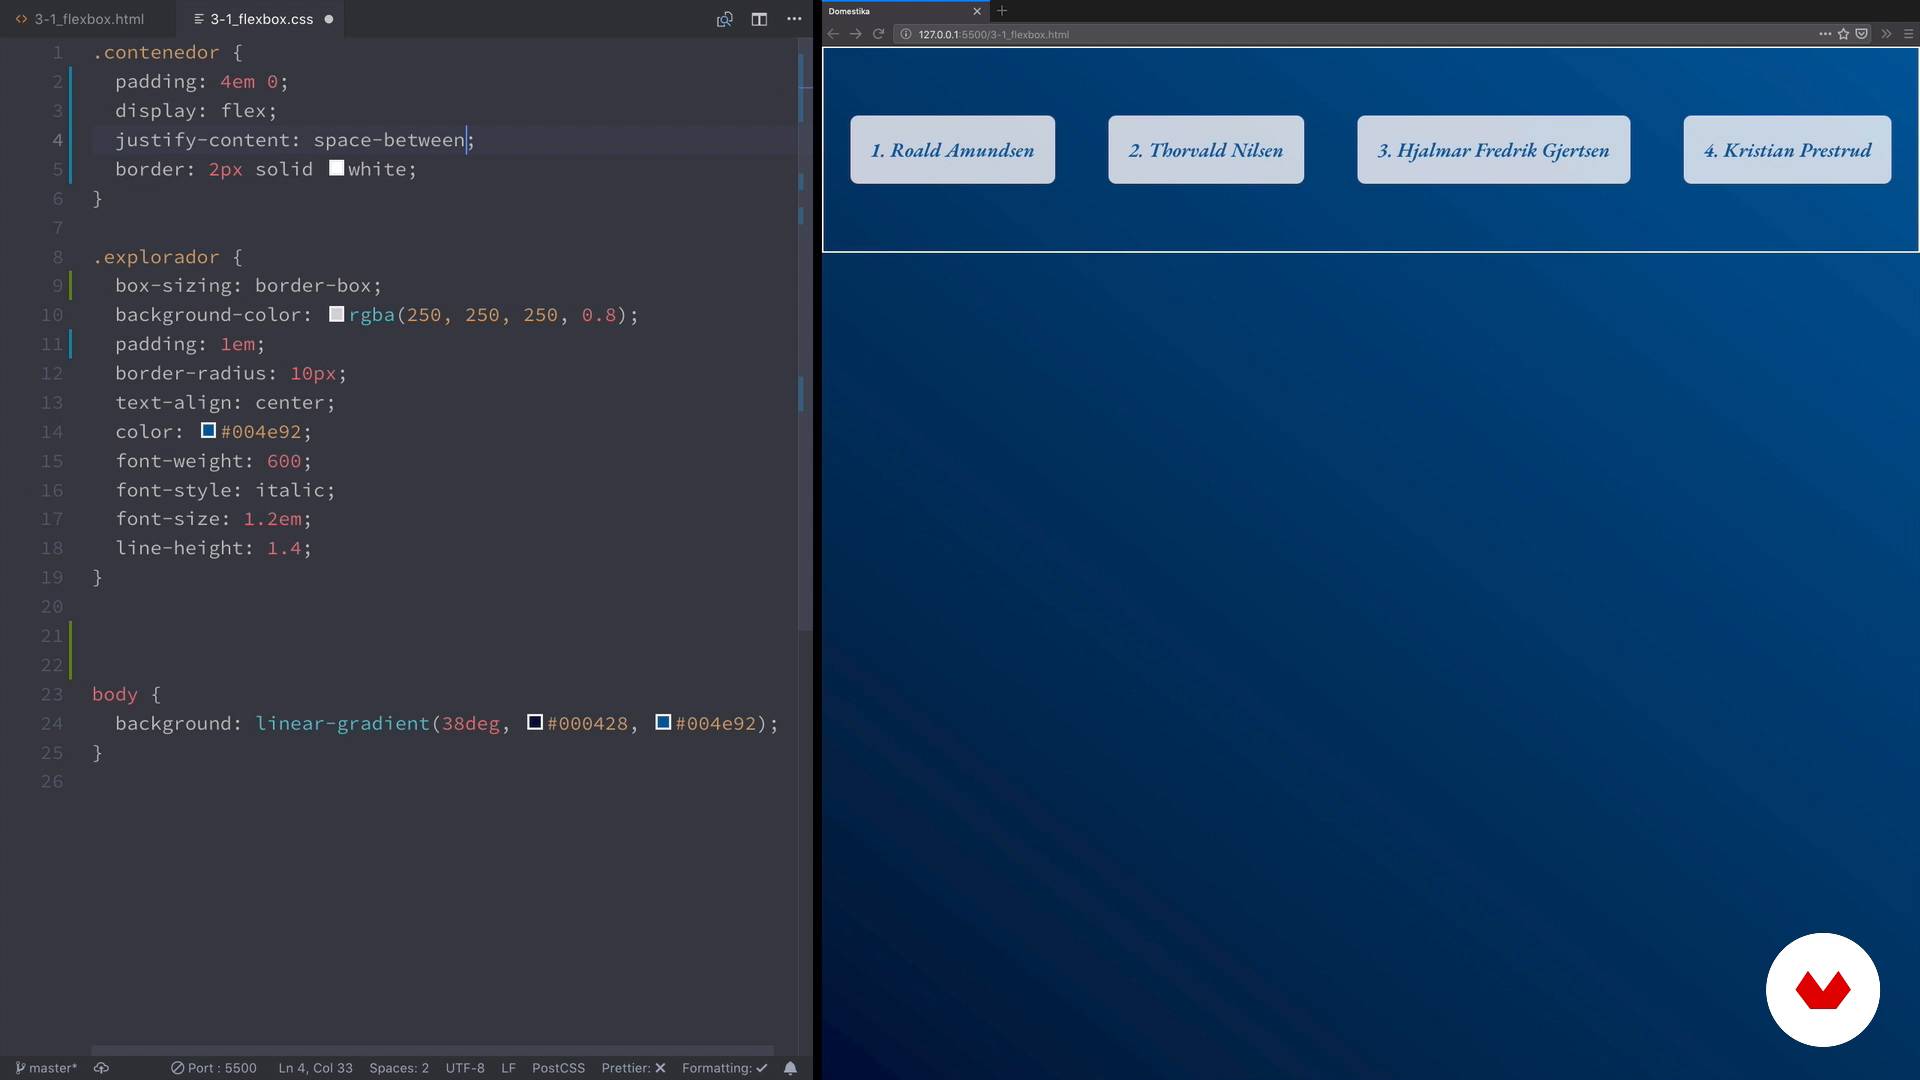 3-1_flexbox.html
3-1_flexbox.css
1 .contenedor {
2 padding: 4em 0;
3 display: flex;
4 justify-content: space-between;
5 border: 2px solid white;
6 }
7
8 .explorador {
9 box-sizing: border-box;
10 background-color: rgba(250, 250, 250, 0.8);
11 padding: 1em;
12 border-radius: 10px;
13 text-align: center;
14 color: #004e92;
15 font-weight: 600;
16 font-style: italic;
17 font-size: 1.2em;
18 line-height: 1.4;
19 }
20
21
22
23 body {
24 background: linear-gradient(38deg, #000428, #004e92);
25 }
26
master* Port : 5500 Ln 4, Col 33 Spaces: 2 UTF-8 LF PostCSS Prettier: ✕ Formatting: ✓
Domestika
127.0.0.1:5500/3-1_flexbox.html
1. Roald Amundsen
2. Thorvald Nilsen
3. Hjalmar Fredrik Gjertsen
4. Kristian Prestrud